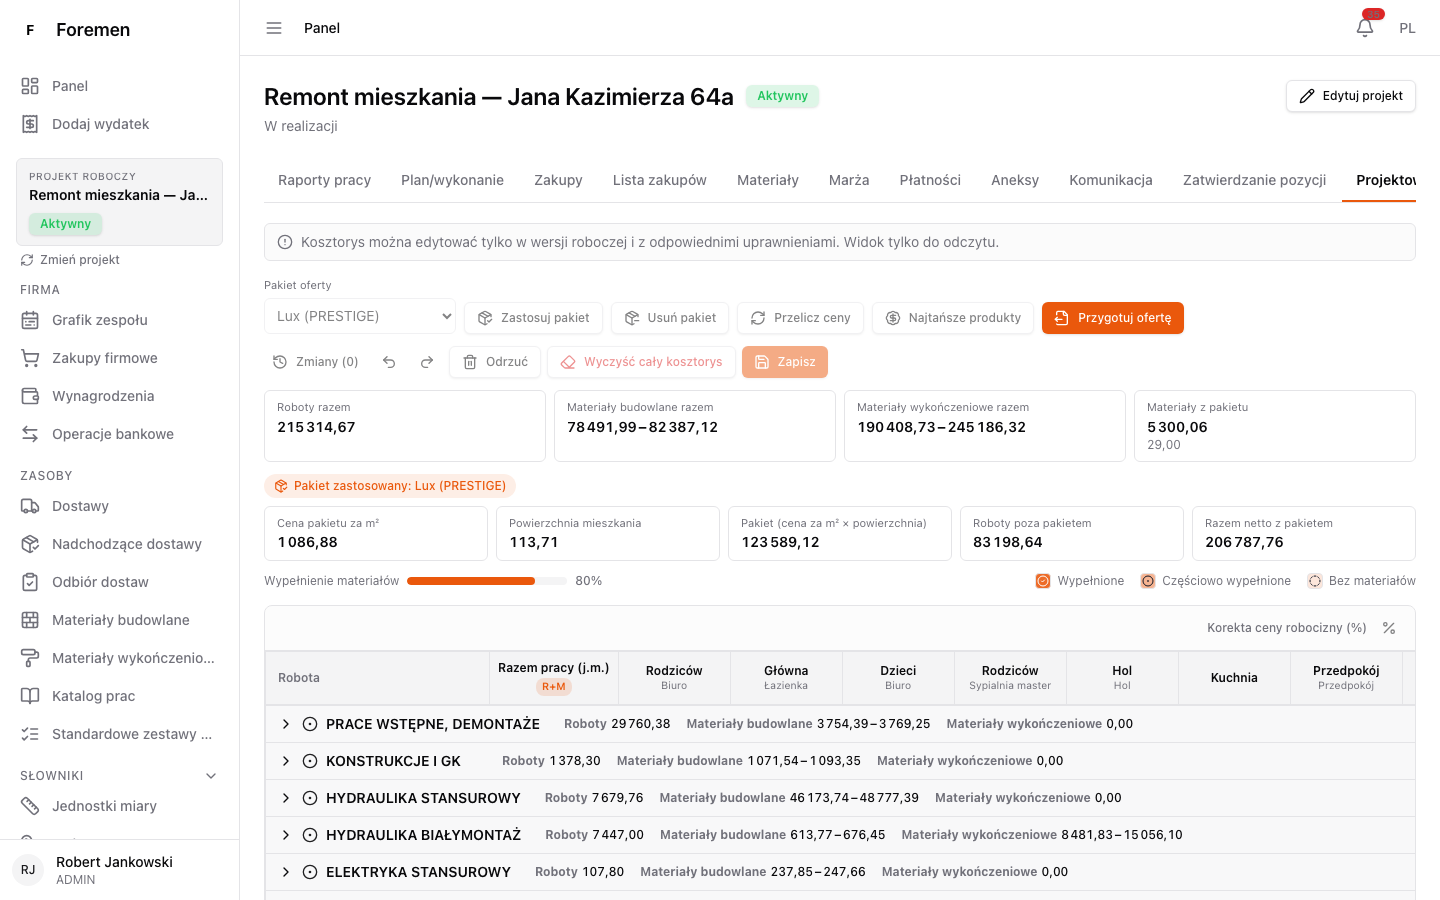 F Foremen
Panel
PL
Panel
Dodaj wydatek
PROJEKT ROBOCZY
Remont mieszkania — Ja...
Aktywny
Zmień projekt
FIRMA
Grafik zespołu
Zakupy firmowe
Wynagrodzenia
Operacje bankowe
ZASOBY
Dostawy
Nadchodzące dostawy
Odbiór dostaw
Materiały budowlane
Materiały wykończenio...
Katalog prac
Standardowe zestawy ...
SŁOWNIKI
Jednostki miary
RJ
Robert Jankowski
ADMIN
Remont mieszkania — Jana Kazimierza 64a Aktywny
Edytuj projekt
W realizacji
Raporty pracy Plan/wykonanie Zakupy Lista zakupów Materiały Marża Płatności Aneksy Komunikacja Zatwierdzanie pozycji Projektow
Kosztorys można edytować tylko w wersji roboczej i z odpowiednimi uprawnieniami. Widok tylko do odczytu.
Pakiet oferty
Lux (PRESTIGE) Zastosuj pakiet Usuń pakiet Przelicz ceny Najtańsze produkty Przygotuj ofertę
Zmiany (0) Odrzuć Wyczyść cały kosztorys Zapisz
Roboty razem
215 314,67
Materiały budowlane razem
78 491,99–82 387,12
Materiały wykończeniowe razem
190 408,73–245 186,32
Materiały z pakietu
5 300,06
29,00
Pakiet zastosowany: Lux (PRESTIGE)
Cena pakietu za m²
1 086,88
Powierzchnia mieszkania
113,71
Pakiet (cena za m² × powierzchnia)
123 589,12
Roboty poza pakietem
83 198,64
Razem netto z pakietem
206 787,76
Wypełnienie materiałów 80%
Wypełnione Częściowo wypełnione Bez materiałów
Korekta ceny robocizny (%)
Robota
Razem pracy (j.m.)
R+M
Rodziców
Biuro
Główna
Łazienka
Dzieci
Biuro
Rodziców
Sypialnia master
Hol
Hol
Kuchnia
Przedpokój
Przedpokój
PRACE WSTĘPNE, DEMONTAŻE Roboty 29 760,38 Materiały budowlane 3 754,39–3 769,25 Materiały wykończeniowe 0,00
KONSTRUKCJE I GK Roboty 1 378,30 Materiały budowlane 1 071,54–1 093,35 Materiały wykończeniowe 0,00
HYDRAULIKA STANSUROWY Roboty 7 679,76 Materiały budowlane 46 173,74–48 777,39 Materiały wykończeniowe 0,00
HYDRAULIKA BIAŁYMONTAŻ Roboty 7 447,00 Materiały budowlane 613,77–676,45 Materiały wykończeniowe 8 481,83–15 056,10
ELEKTRYKA STANSUROWY Roboty 107,80 Materiały budowlane 237,85–247,66 Materiały wykończeniowe 0,00